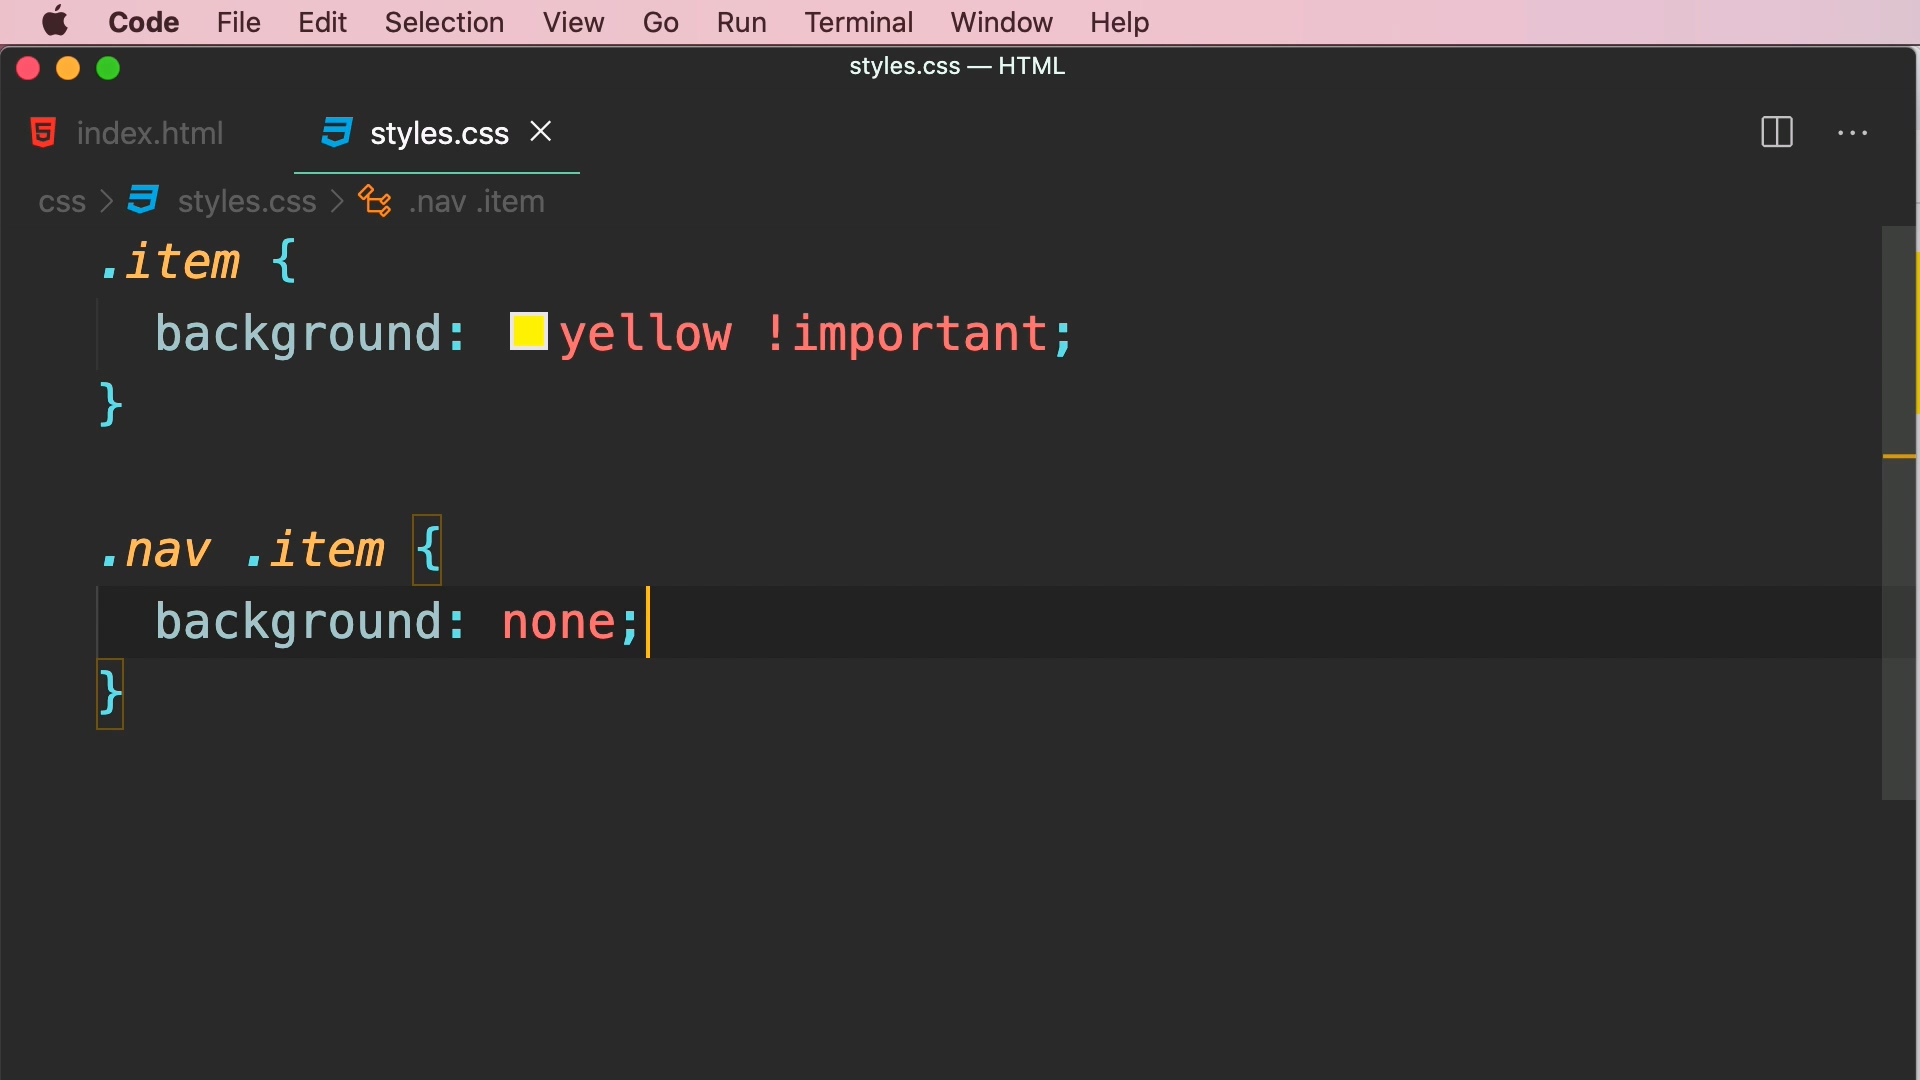 Code File Edit Selection View Go Run Terminal Window Help
styles.css — HTML
index.html styles.css
css > styles.css > .nav .item
.item {
background: yellow !important;
}
.nav .item {
background: none;
}